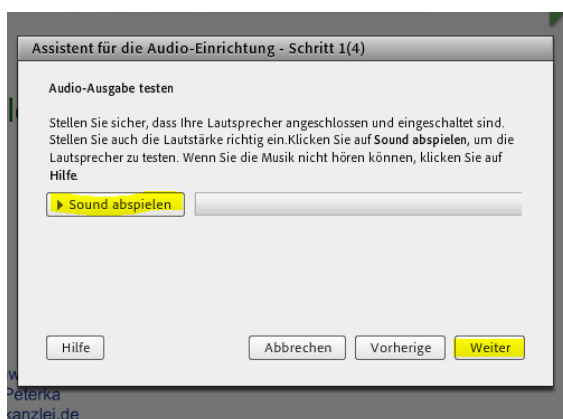 Assistent für die Audio-Einrichtung - Schritt 1(4)
Audio-Ausgabe testen
Stellen Sie sicher, dass Ihre Lautsprecher angeschlossen und eingeschaltet sind.
Stellen Sie auch die Lautstärke richtig ein.Klicken Sie auf Sound abspielen, um die
Lautsprecher zu testen. Wenn Sie die Musik nicht hören können, klicken Sie auf
Hilfe.
Sound abspielen
Hilfe Abbrechen Vorherige Weiter
Peterka
kanzlei.de